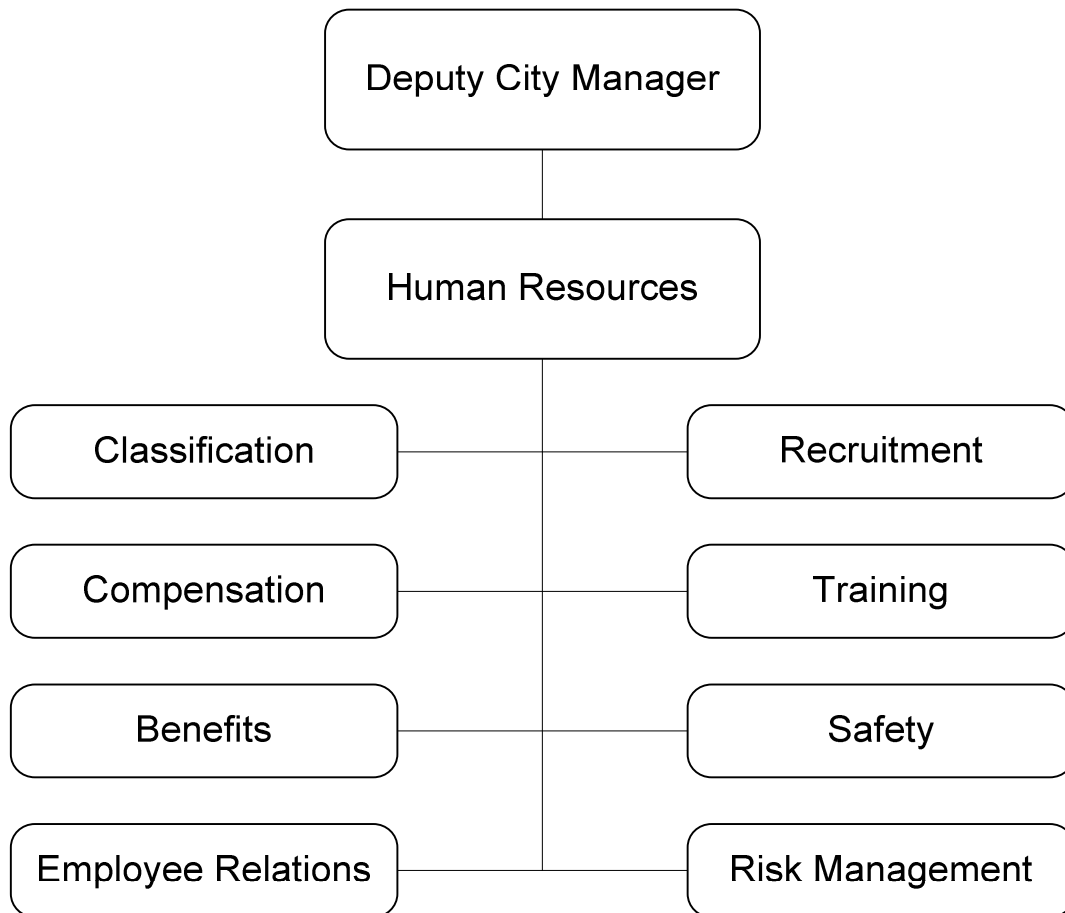 Deputy City Manager
Human Resources
Classification
Recruitment
Compensation
Training
Benefits
Safety
Employee Relations
Risk Management